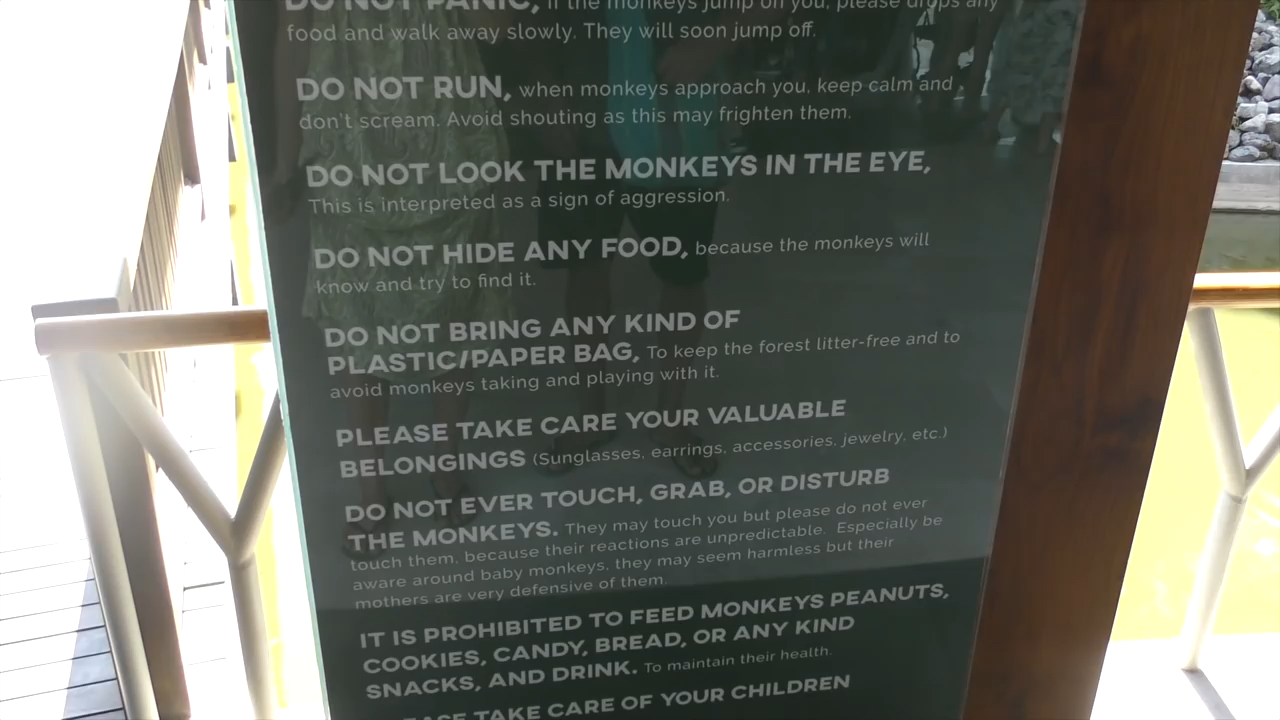 DO NOT PANIC, If the monkeys jump on you, please drops any
food and walk away slowly. They will soon jump off.
DO NOT RUN, when monkeys approach you, keep calm and
don't scream. Avoid shouting as this may frighten them.
DO NOT LOOK THE MONKEYS IN THE EYE,
This is interpreted as a sign of aggression.
DO NOT HIDE ANY FOOD, because the monkeys will
know and try to find it.
DO NOT BRING ANY KIND OF
PLASTIC/PAPER BAG, To keep the forest litter-free and to
avoid monkeys taking and playing with it.
PLEASE TAKE CARE YOUR VALUABLE
BELONGINGS (Sunglasses, earrings, accessories, jewelry, etc.)
DO NOT EVER TOUCH, GRAB, OR DISTURB
THE MONKEYS. They may touch you but please do not ever
touch them, because their reactions are unpredictable. Especially be
aware around baby monkeys, they may seem harmless but their
mothers are very defensive of them.
IT IS PROHIBITED TO FEED MONKEYS PEANUTS,
COOKIES, CANDY, BREAD, OR ANY KIND
SNACKS, AND DRINK. To maintain their health.
TAKE CARE OF YOUR CHILDREN